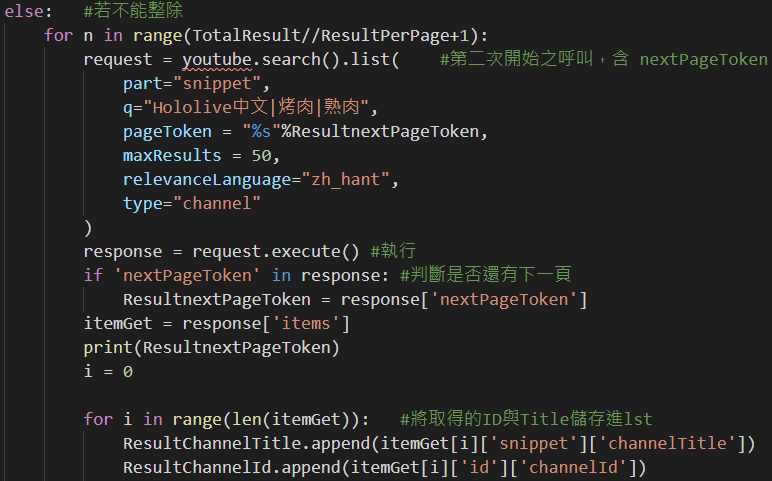 else:   #若不能整除
    for n in range(TotalResult//ResultPerPage+1):
        request = youtube.search().list(    #第二次開始之呼叫，含 nextPageToken
            part="snippet",
            q="Hololive中文|烤肉|熟肉",
            pageToken = "%s"%ResultnextPageToken,
            maxResults = 50,
            relevanceLanguage="zh_hant",
            type="channel"
        )
        response = request.execute() #執行
        if 'nextPageToken' in response: #判斷是否還有下一頁
            ResultnextPageToken = response['nextPageToken']
        itemGet = response['items']
        print(ResultnextPageToken)
        i = 0
        for i in range(len(itemGet)):   #將取得的ID與Title儲存進lst
            ResultChannelTitle.append(itemGet[i]['snippet']['channelTitle'])
            ResultChannelId.append(itemGet[i]['id']['channelId'])